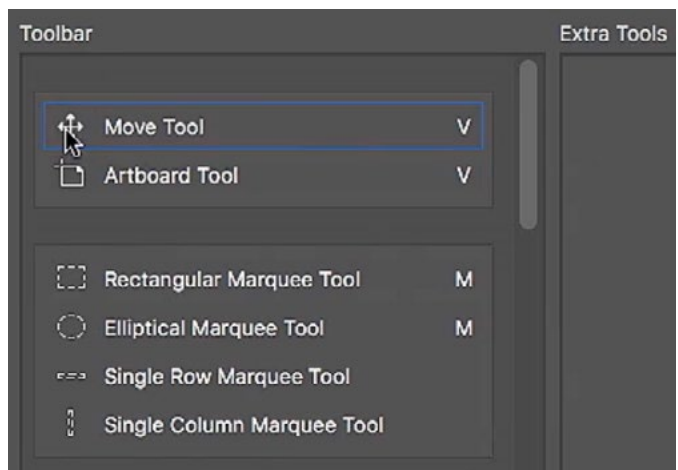 Toolbar
Extra Tools
Move Tool V
Artboard Tool V
Rectangular Marquee Tool M
Elliptical Marquee Tool M
Single Row Marquee Tool
Single Column Marquee Tool